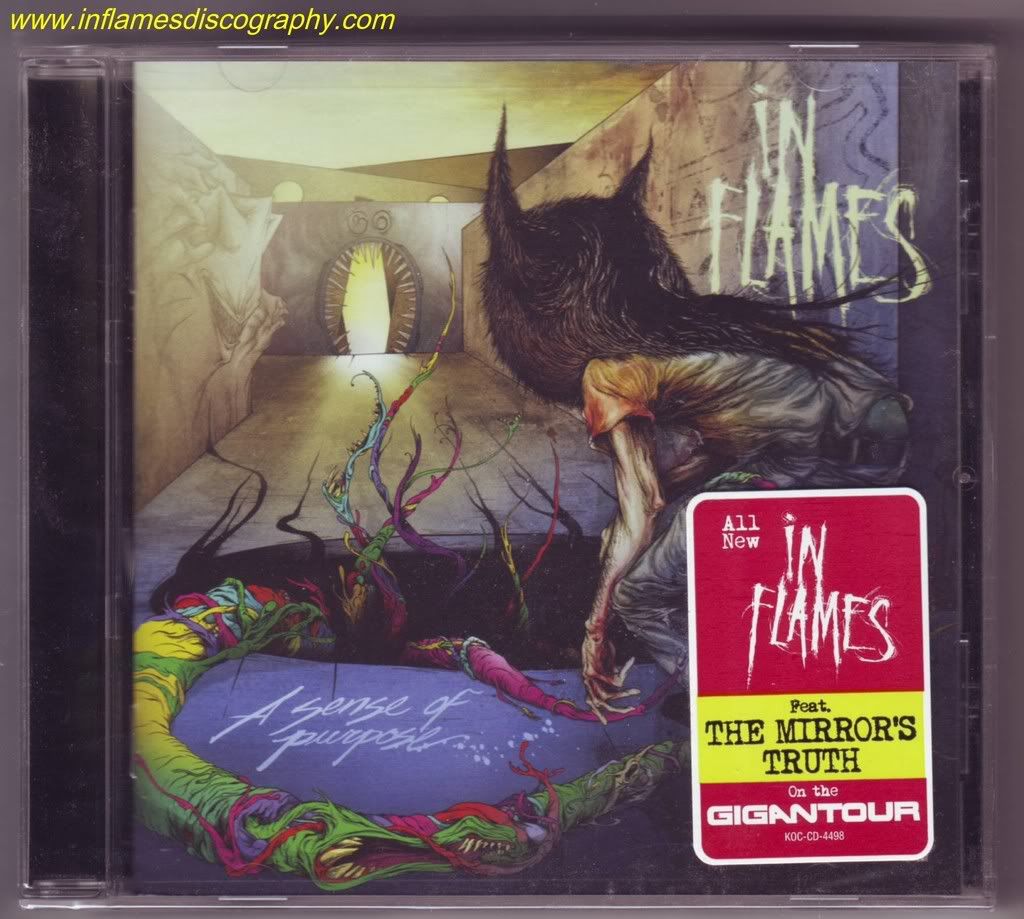 www.inflamesdiscography.com
iN
FLAMES
A sense of
purpose
All
New
iN
FLAMES
Feat.
THE MIRROR'S
TRUTH
On the
GIGANTOUR
KOC-CD-4498